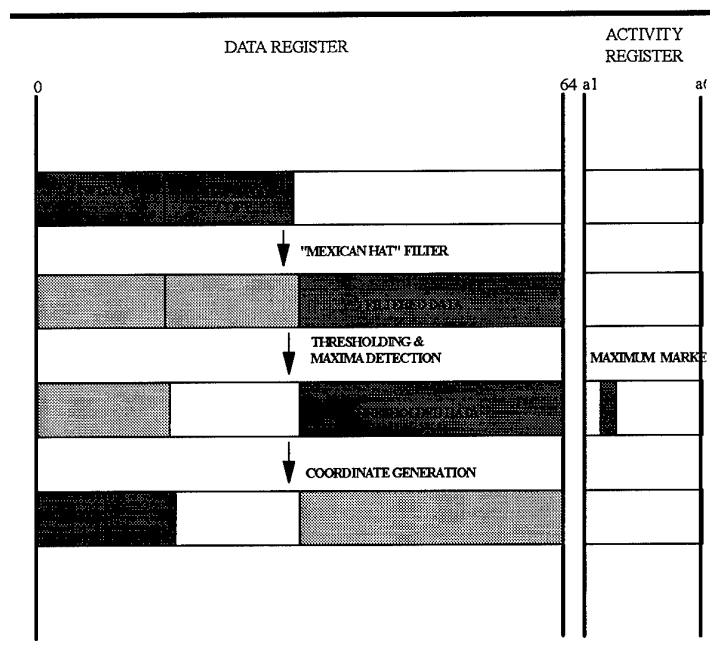 DATA REGISTER
ACTIVITY
REGISTER
0
64
a1
"MEXICAN HAT" FILTER
FILTERED DATA
THRESHOLDING &
MAXIMA DETECTION
MAXIMUM MARKE
COORDINATE GENERATION